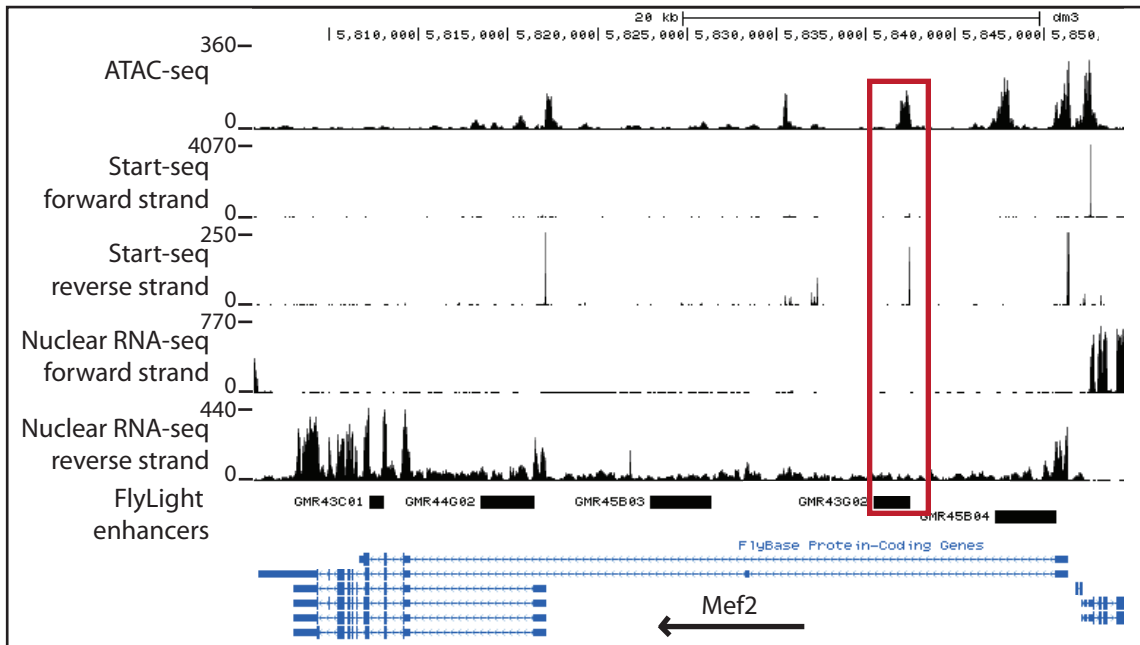 20 kb dm3
5,810,000 5,815,000 5,820,000 5,825,000 5,830,000 5,835,000 5,840,000 5,845,000 5,850,
360
ATAC-seq
0
4070
Start-seq
forward strand
0
250
Start-seq
reverse strand
0
770
Nuclear RNA-seq
forward strand
0
440
Nuclear RNA-seq
reverse strand
0
FlyLight
enhancers
GMR43C01 GMR44G02 GMR45B03 GMR43G02 GMR45B04
FlyBase Protein-Coding Genes
Mef2